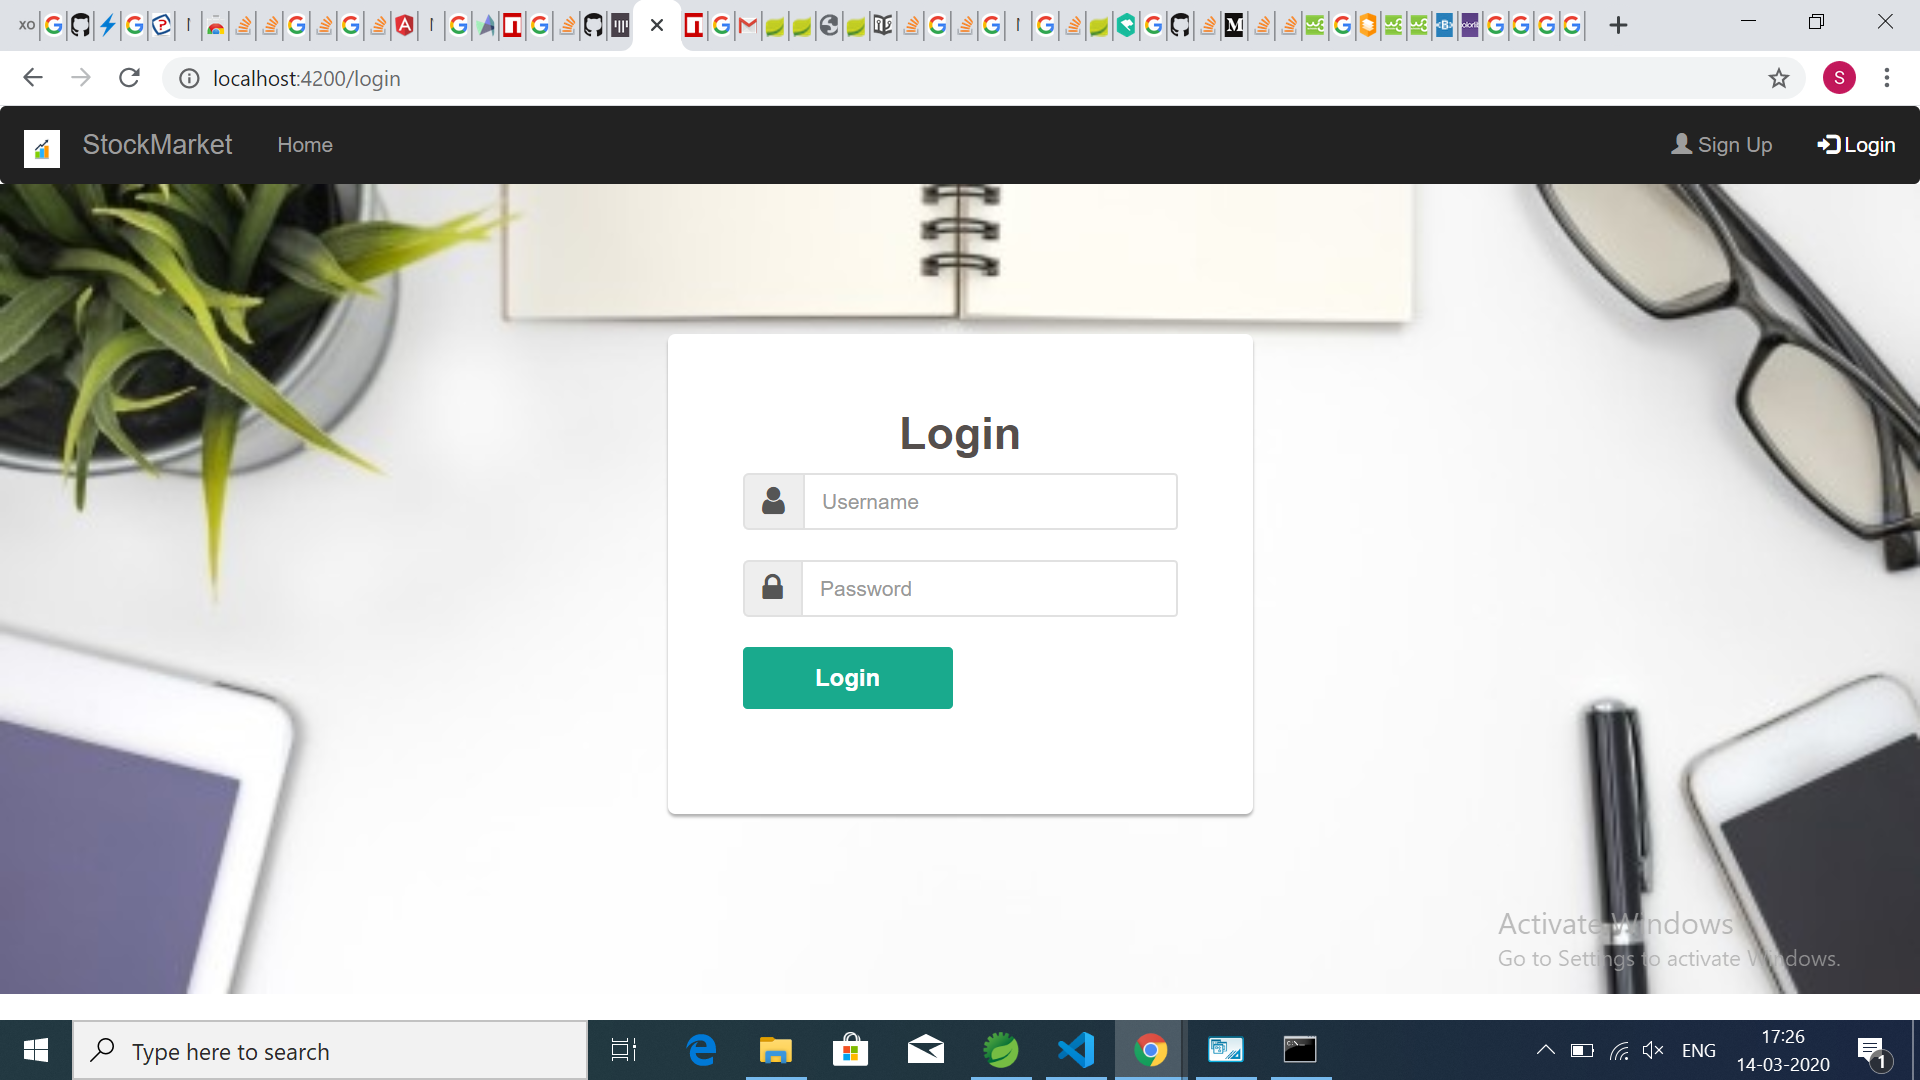 localhost:4200/login
StockMarket
Home
Sign Up
Login
Login
Username
Password
Login
Activate Windows
Go to Settings to activate Windows.
Type here to search
ENG
17:26
14-03-2020
1
S